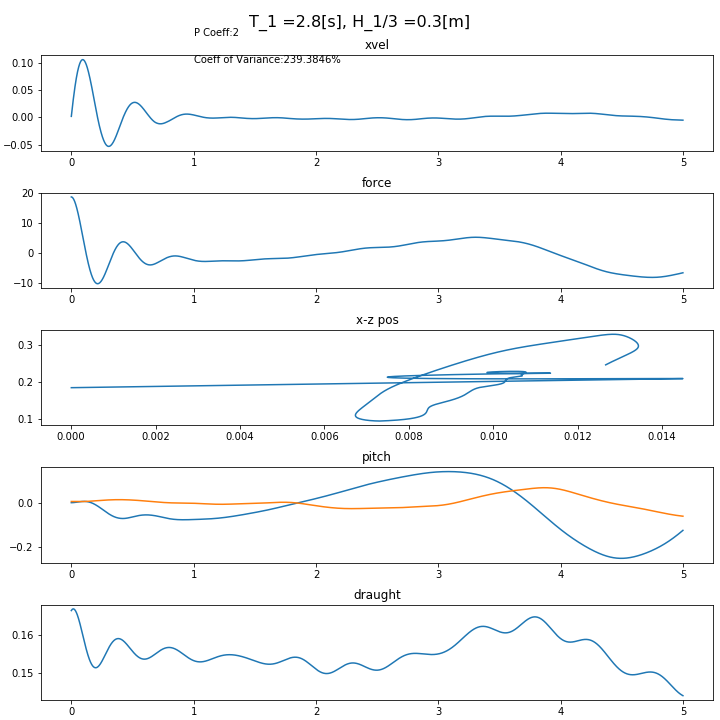 T_1 =2.8[s], H_1/3 =0.3[m]
P Coeff:2
xvel
Coeff of Variance:239.3846%
0.10
0.05
0.00
−0.05
0 1 2 3 4 5
force
20
10
0
−10
0 1 2 3 4 5
x-z pos
0.3
0.2
0.1
0.000 0.002 0.004 0.006 0.008 0.010 0.012 0.014
pitch
0.0
−0.2
0 1 2 3 4 5
draught
0.16
0.15
0 1 2 3 4 5